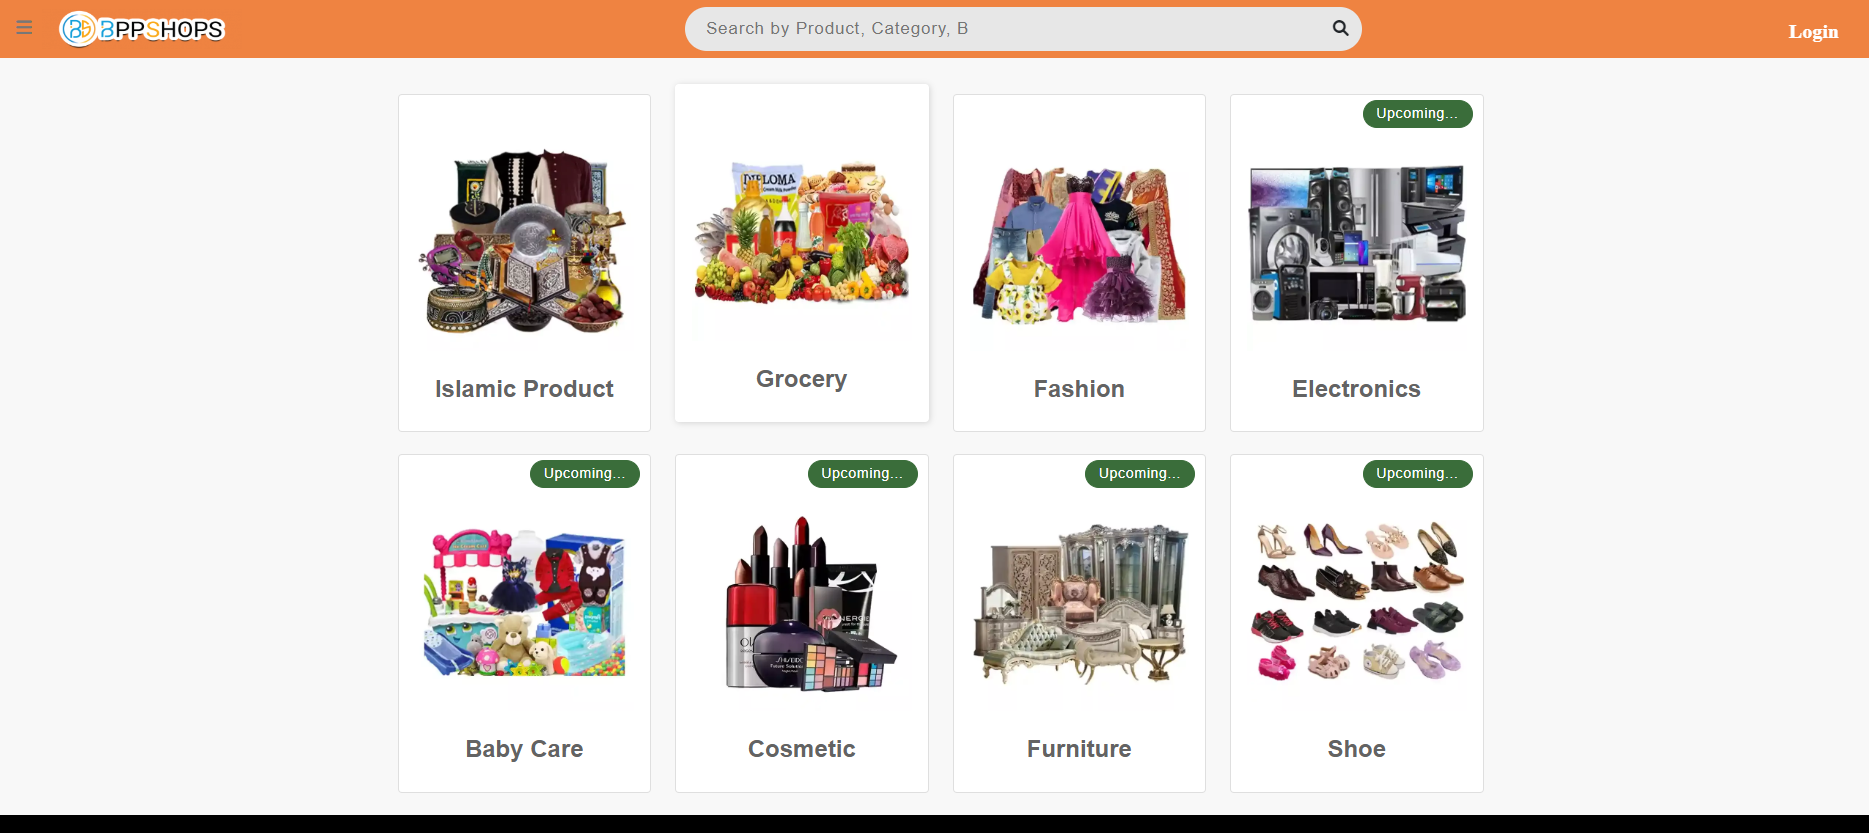 BPPSHOPS
Search by Product, Category, B
Login
Islamic Product
DIPLOMA
Grocery
Fashion
Upcoming...
Electronics
Upcoming...
Baby Care
Upcoming...
SHISEIDO
Cosmetic
Upcoming...
Furniture
Upcoming...
Shoe